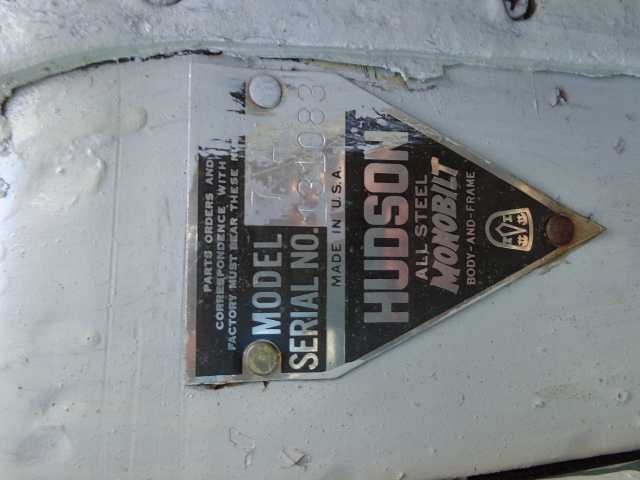 PARTS ORDERS AND
CORRESPONDENCE WITH
FACTORY MUST BEAR THESE
MODEL
SERIAL NO. 131083
MADE IN U.S.A.
HUDSON
ALL STEEL
MONOBILT
BODY-AND-FRAME